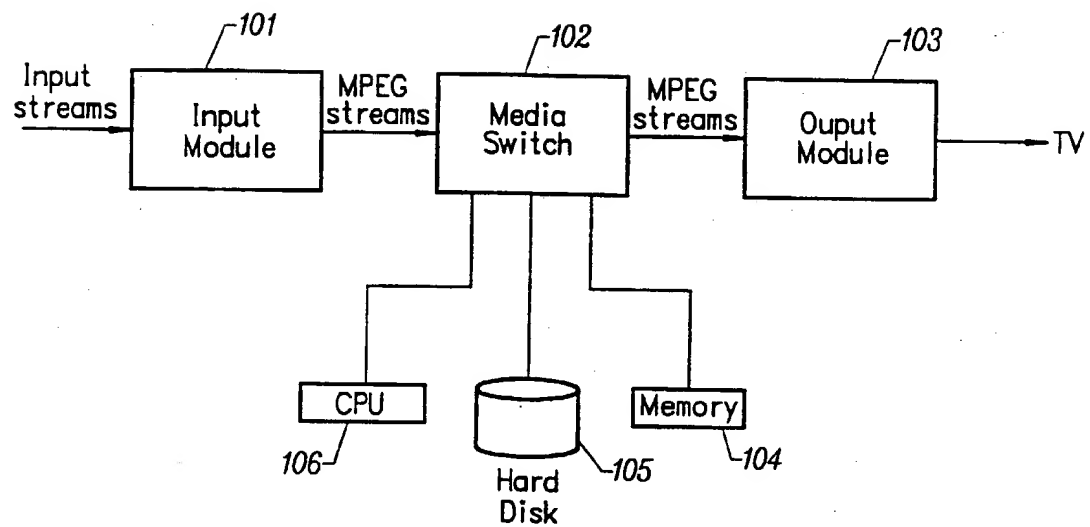 101
102
103
Input
streams
Input
Module
MPEG
streams
Media
Switch
MPEG
streams
Ouput
Module
TV
CPU
106
Hard
Disk
105
Memory
104